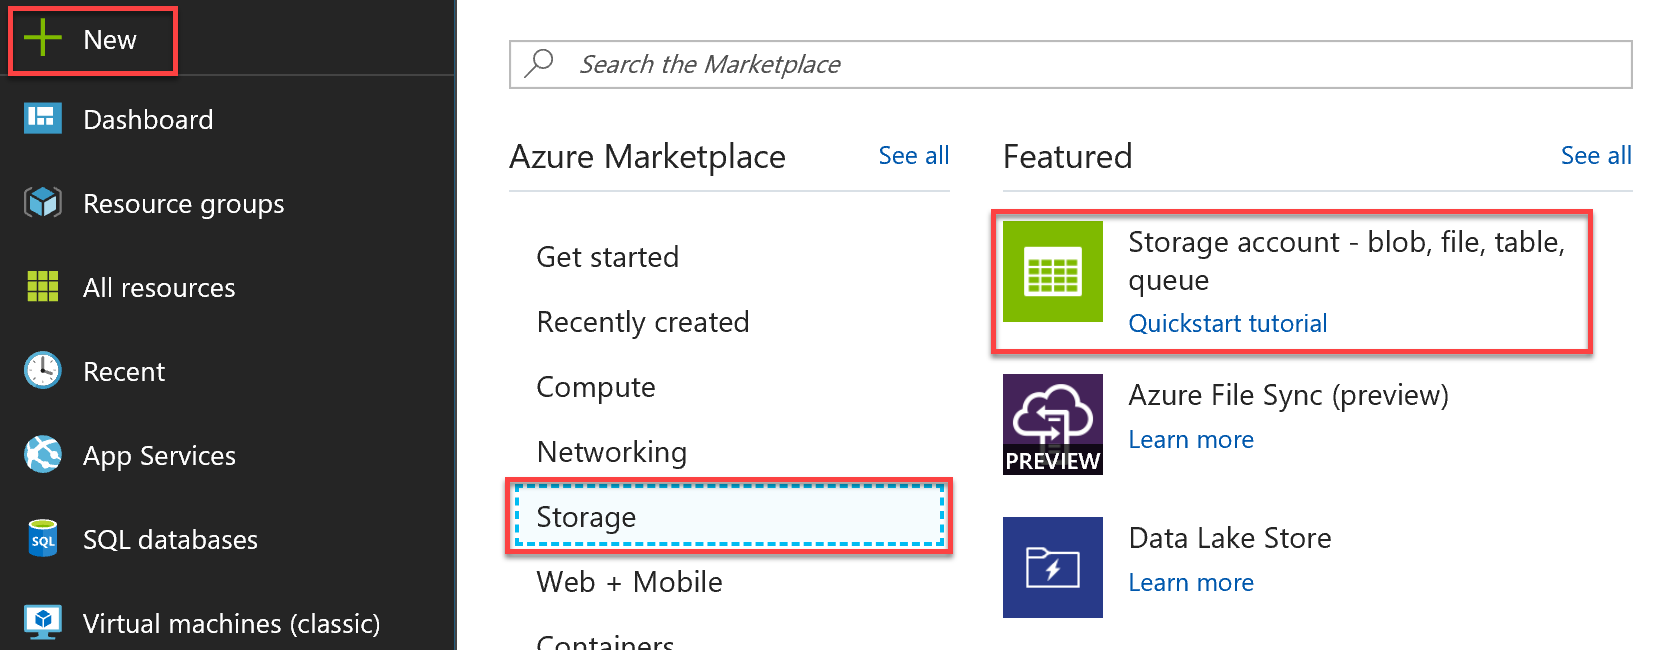 New
Dashboard
Resource groups
All resources
Recent
App Services
SQL
SQL databases
Virtual machines (classic)
Search the Marketplace
Azure Marketplace
See all
Get started
Recently created
Compute
Networking
Storage
Web + Mobile
Containers
Featured
See all
Storage account - blob, file, table,
queue
Quickstart tutorial
PREVIEW
Azure File Sync (preview)
Learn more
Data Lake Store
Learn more